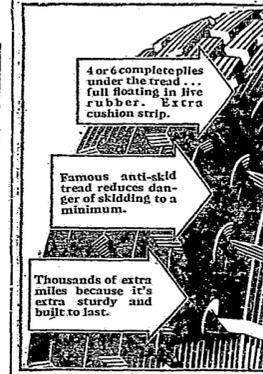 4 or 6 complete plies
under the tread ...
full floating in live
rubber. Extra
cushion strip.
Famous anti-skid
tread reduces dan-
ger of skidding to a
minimum.
Thousands of extra
miles because it's
extra sturdy and
built to last.